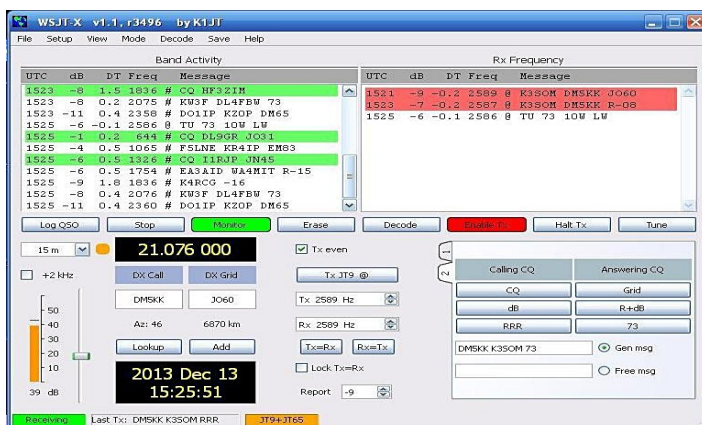 WSJT-X v1.1, r3496 by K1JT
File Setup View Mode Decode Save Help
Band Activity
UTC dB DT Freq Message
1523 -8 1.5 1836 # CQ HF3ZIM
1523 -8 0.2 2075 # KW3F DL4FBW 73
1523 -11 0.4 2358 # DO1IP KZ0P DM65
1525 -6 -0.1 2586 @ TU 73 10W LW
1525 -1 0.2 644 # CQ DL9GR JO31
1525 -4 0.5 1065 # F5LNE KR4IP EM83
1525 -6 0.5 1326 # CQ I1RJP JN45
1525 -6 0.5 1754 # EA3AID WA4MIT R-15
1525 -9 1.8 1836 # K4RCG -16
1525 -8 0.4 2076 # KW3F DL4FBW 73
1525 -11 0.4 2360 # DO1IP KZ0P DM65
Rx Frequency
UTC dB DT Freq Message
1521 -9 -0.2 2589 @ K3SOM DM5KK JO60
1523 -7 -0.2 2587 @ K3SOM DM5KK R-08
1525 -6 -0.1 2586 @ TU 73 10W LW
Log QSO Stop Monitor Erase Decode Enable Tx Halt Tx Tune
15 m
21.076 000
+2 kHz
DX Call DX Grid
DM5KK JO60
Az: 46 6870 km
Lookup Add
2013 Dec 13
15:25:51
50
40
30
20
10
39 dB
Tx even
Tx JT9 @
Tx 2589 Hz
Rx 2589 Hz
Tx=Rx Rx=Tx
Lock Tx=Rx
Report -9
1
2
Calling CQ Answering CQ
CQ Grid
dB R+dB
RRR 73
DM5KK K3SOM 73 Gen msg
Free msg
Receiving Last Tx: DM5KK K3SOM RRR JT9+JT65